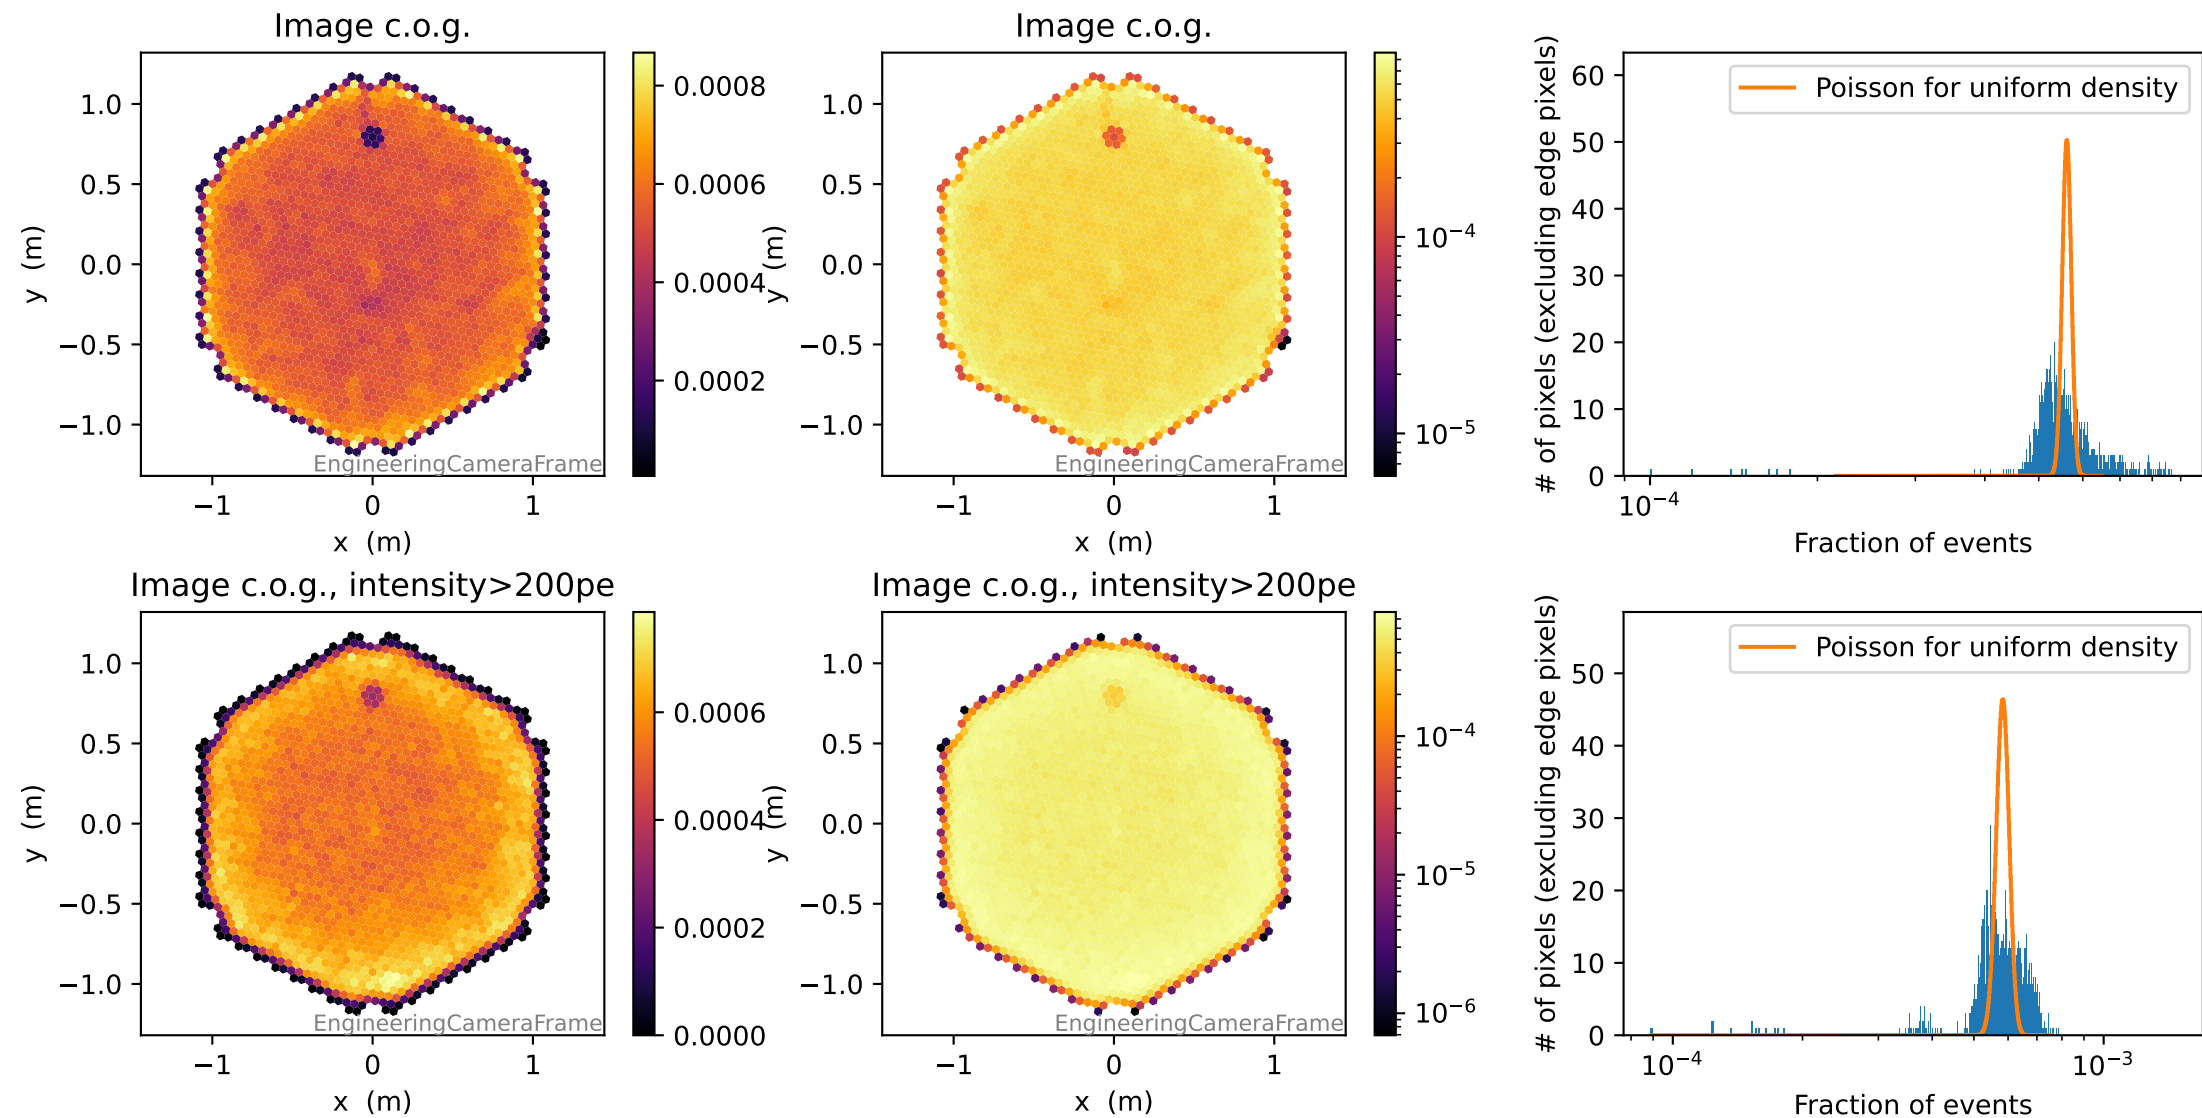 Image c.o.g.
1.0
0.5
0.0
−0.5
−1.0
y (m)
−1
0
1
x (m)
EngineeringCameraFrame
0.0008
0.0006
0.0004
0.0002
Image c.o.g.
1.0
0.5
0.0
−0.5
−1.0
y (m)
−1
0
1
x (m)
EngineeringCameraFrame
10⁻⁴
10⁻⁵
60
50
40
30
20
10
0
# of pixels (excluding edge pixels)
Poisson for uniform density
10⁻⁴
Fraction of events
Image c.o.g., intensity>200pe
1.0
0.5
0.0
−0.5
−1.0
y (m)
−1
0
1
x (m)
EngineeringCameraFrame
0.0006
0.0004
0.0002
0.0000
Image c.o.g., intensity>200pe
1.0
0.5
0.0
−0.5
−1.0
y (m)
−1
0
1
x (m)
EngineeringCameraFrame
10⁻⁴
10⁻⁵
10⁻⁶
50
40
30
20
10
0
# of pixels (excluding edge pixels)
Poisson for uniform density
10⁻⁴
10⁻³
Fraction of events